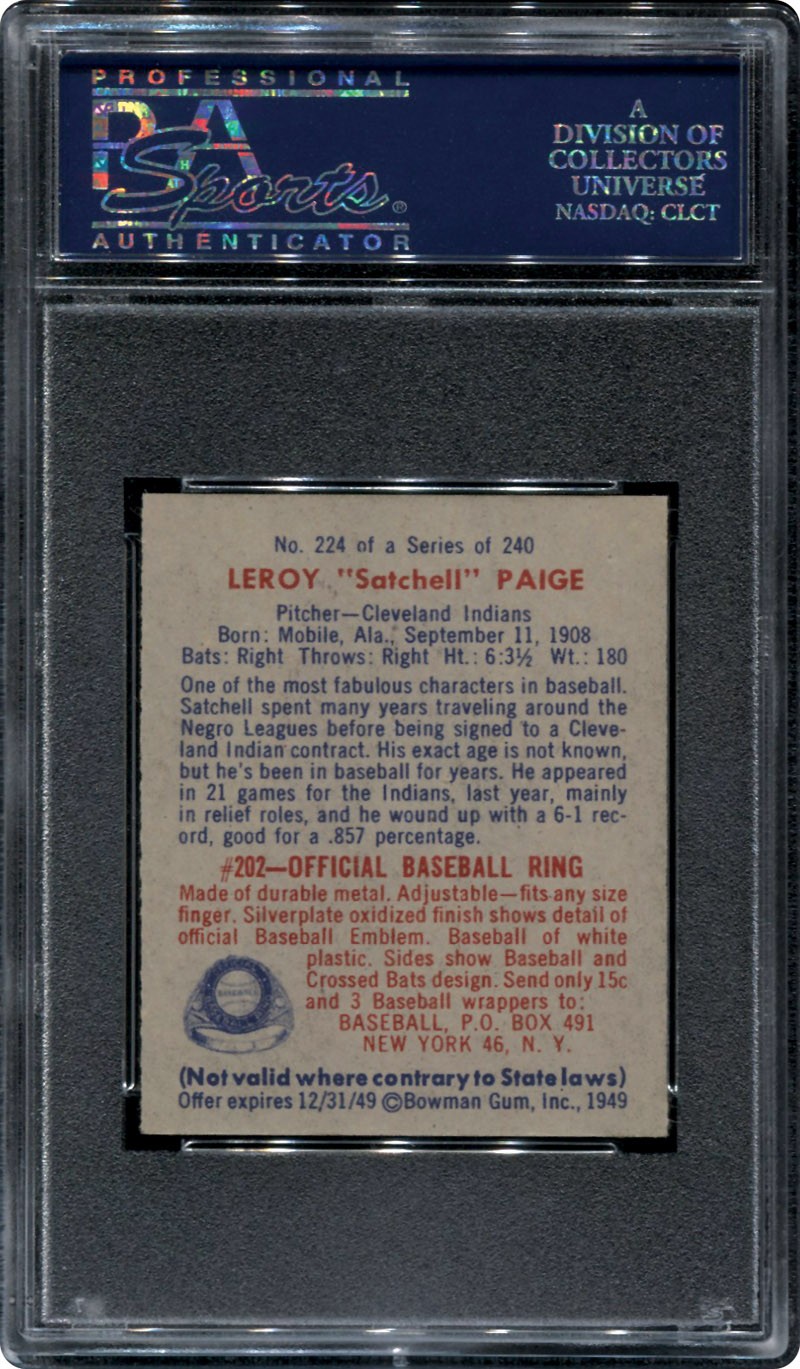 PROFESSIONAL
PSA
Sports®
AUTHENTICATOR
A
DIVISION OF
COLLECTORS
UNIVERSE
NASDAQ: CLCT
No. 224 of a Series of 240
LEROY "Satchell" PAIGE
Pitcher—Cleveland Indians
Born: Mobile, Ala., September 11, 1908
Bats: Right Throws: Right Ht.: 6:3½ Wt.: 180
One of the most fabulous characters in baseball.
Satchell spent many years traveling around the
Negro Leagues before being signed to a Cleve-
land Indian contract. His exact age is not known,
but he's been in baseball for years. He appeared
in 21 games for the Indians, last year, mainly
in relief roles, and he wound up with a 6-1 rec-
ord, good for a .857 percentage.
#202—OFFICIAL BASEBALL RING
Made of durable metal. Adjustable—fits any size
finger. Silverplate oxidized finish shows detail of
official Baseball Emblem. Baseball of white
plastic. Sides show Baseball and
Crossed Bats design. Send only 15c
and 3 Baseball wrappers to:
BASEBALL, P.O. BOX 491
NEW YORK 46, N. Y.
BASEBALL
(Not valid where contrary to State laws)
Offer expires 12/31/49 ©Bowman Gum, Inc., 1949